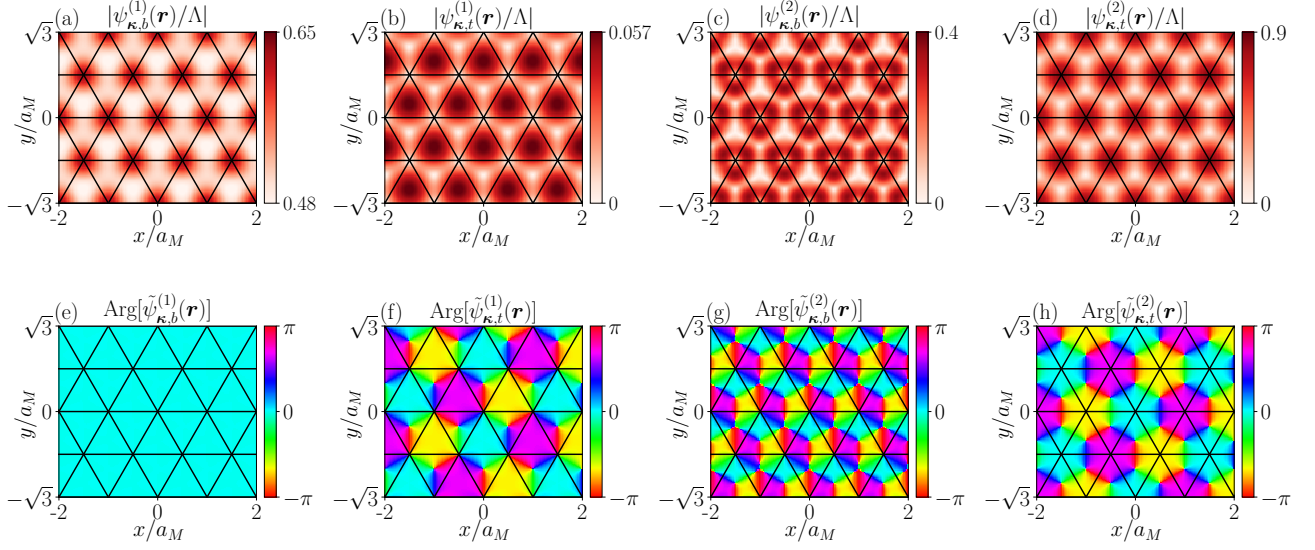 (a) |ψ^{(1)}_{κ,b}(r)/Λ|
√3
0
−√3
y/a_M
-2 0 2
x/a_M
0.65
0.48
(b) |ψ^{(1)}_{κ,t}(r)/Λ|
√3
0
−√3
y/a_M
-2 0 2
x/a_M
0.057
0
(c) |ψ^{(2)}_{κ,b}(r)/Λ|
√3
0
−√3
y/a_M
-2 0 2
x/a_M
0.4
0
(d) |ψ^{(2)}_{κ,t}(r)/Λ|
√3
0
−√3
y/a_M
-2 0 2
x/a_M
0.9
0
(e) Arg[ψ̃^{(1)}_{κ,b}(r)]
√3
0
−√3
y/a_M
-2 0 2
x/a_M
π
0
−π
(f) Arg[ψ̃^{(1)}_{κ,t}(r)]
√3
0
−√3
y/a_M
-2 0 2
x/a_M
π
0
−π
(g) Arg[ψ̃^{(2)}_{κ,b}(r)]
√3
0
−√3
y/a_M
-2 0 2
x/a_M
π
0
−π
(h) Arg[ψ̃^{(2)}_{κ,t}(r)]
√3
0
−√3
y/a_M
-2 0 2
x/a_M
π
0
−π